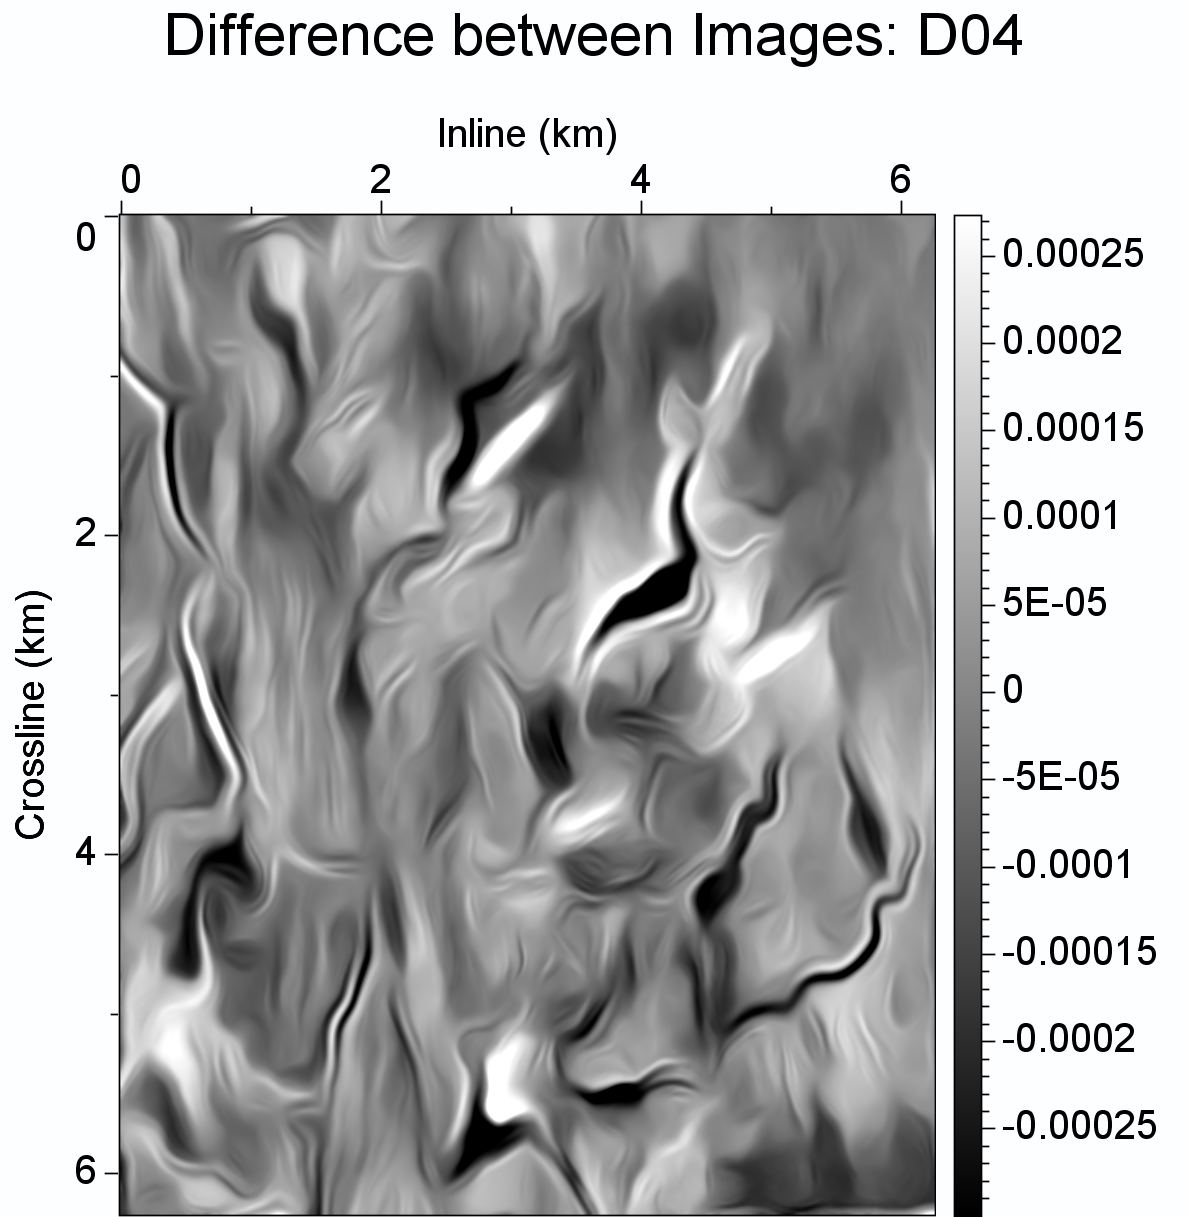 Difference between Images: D04
Inline (km)
0 2 4 6
Crossline (km)
0
2
4
6
0.00025
0.0002
0.00015
0.0001
5E-05
0
-5E-05
-0.0001
-0.00015
-0.0002
-0.00025